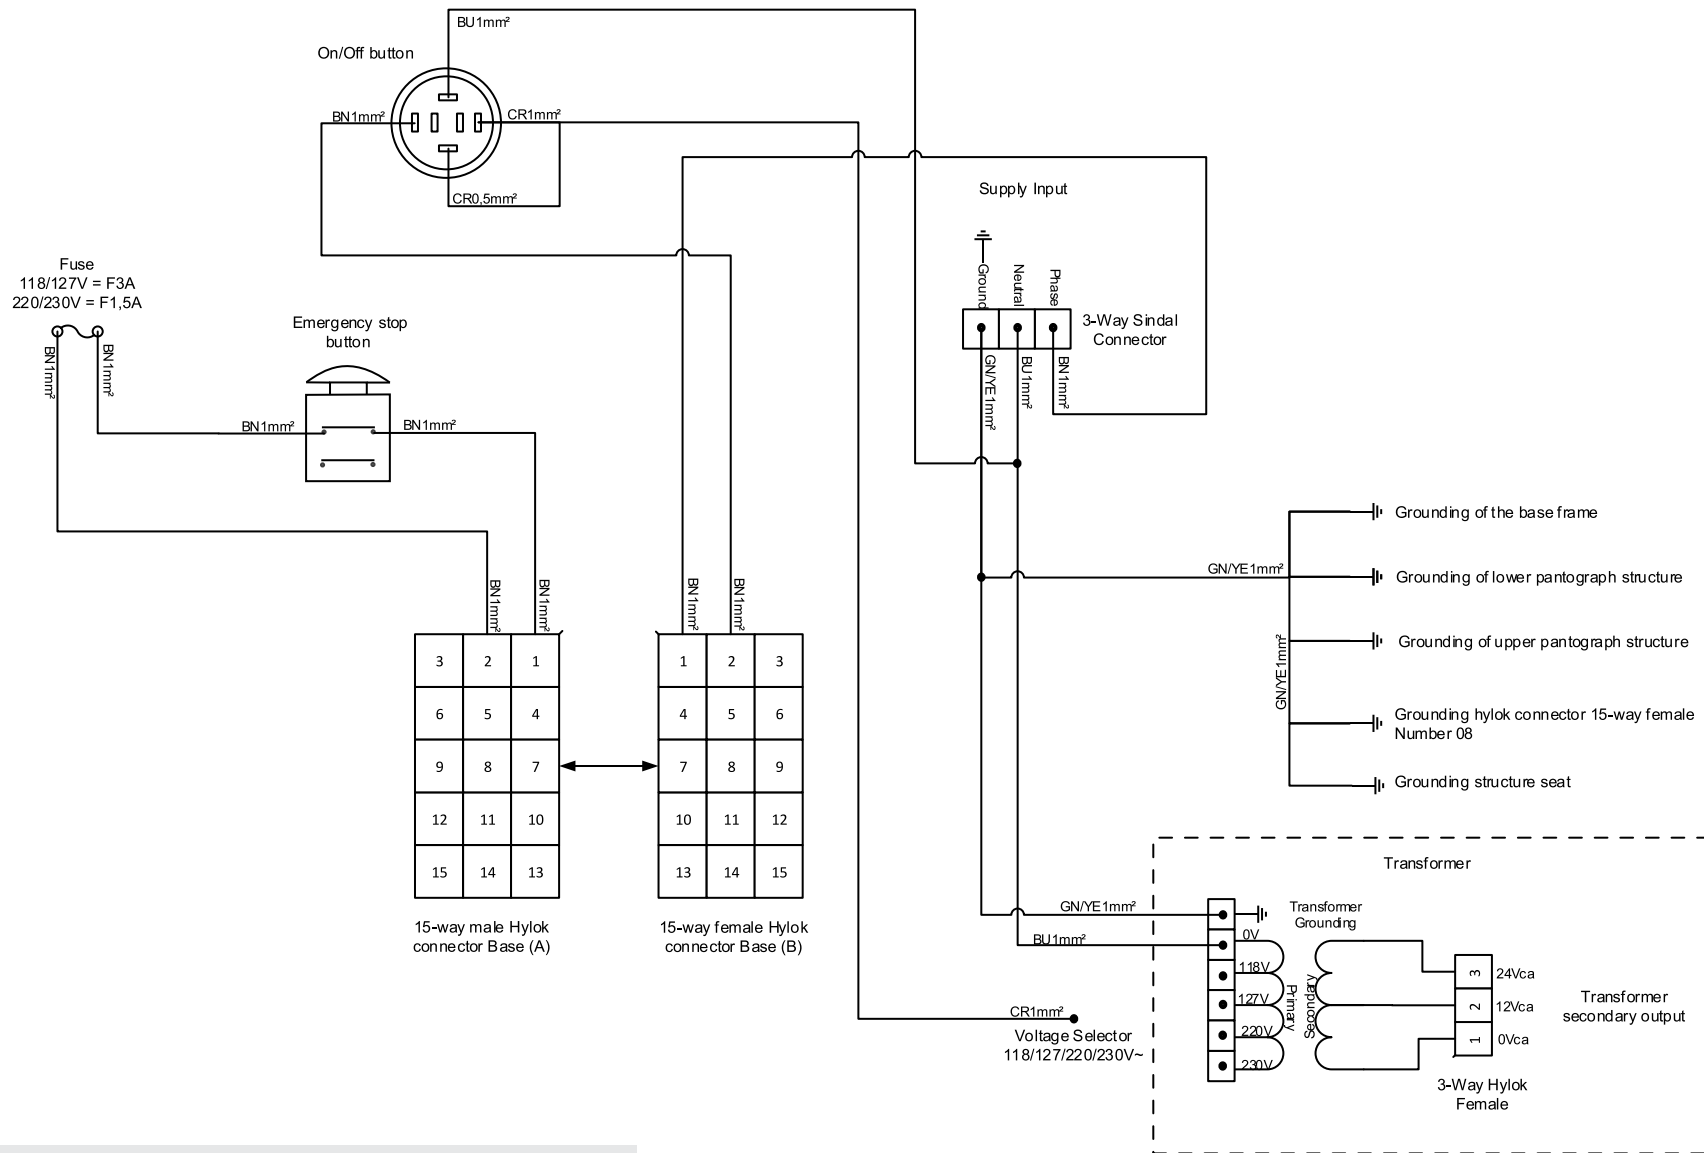 BU1mm²
On/Off button
BN1mm²
CR1mm²
CR0,5mm²
Supply Input
Ground
Neutral
Phase
3-Way Sindal
Connector
GN/YE1mm²
BU1mm²
BN1mm²
Fuse
118/127V = F3A
220/230V = F1,5A
BN1mm²
BN1mm²
Emergency stop
button
BN1mm²
BN1mm²
BN1mm²
BN1mm²
BN1mm²
BN1mm²
3 2 1
6 5 4
9 8 7
12 11 10
15 14 13
15-way male Hylok
connector Base (A)
1 2 3
4 5 6
7 8 9
10 11 12
13 14 15
15-way female Hylok
connector Base (B)
GN/YE1mm²
GN/YE1mm²
Grounding of the base frame
Grounding of lower pantograph structure
Grounding of upper pantograph structure
Grounding hylok connector 15-way female
Number 08
Grounding structure seat
Transformer
GN/YE1mm²
BU1mm²
Transformer
Grounding
0V
118V
127V
220V
230V
Primary
Secondary
3
2
1
24Vca
12Vca
0Vca
Transformer
secondary output
3-Way Hylok
Female
CR1mm²
Voltage Selector
118/127/220/230V~